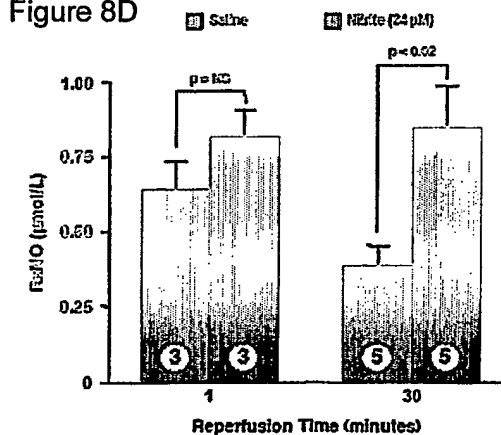 Figure 8D
Saline Nitrite (24 µM)
p = NS p < 0.02
1.00
0.75
0.50
0.25
0
(µmol/L)
3 3 5 5
1 30
Reperfusion Time (minutes)